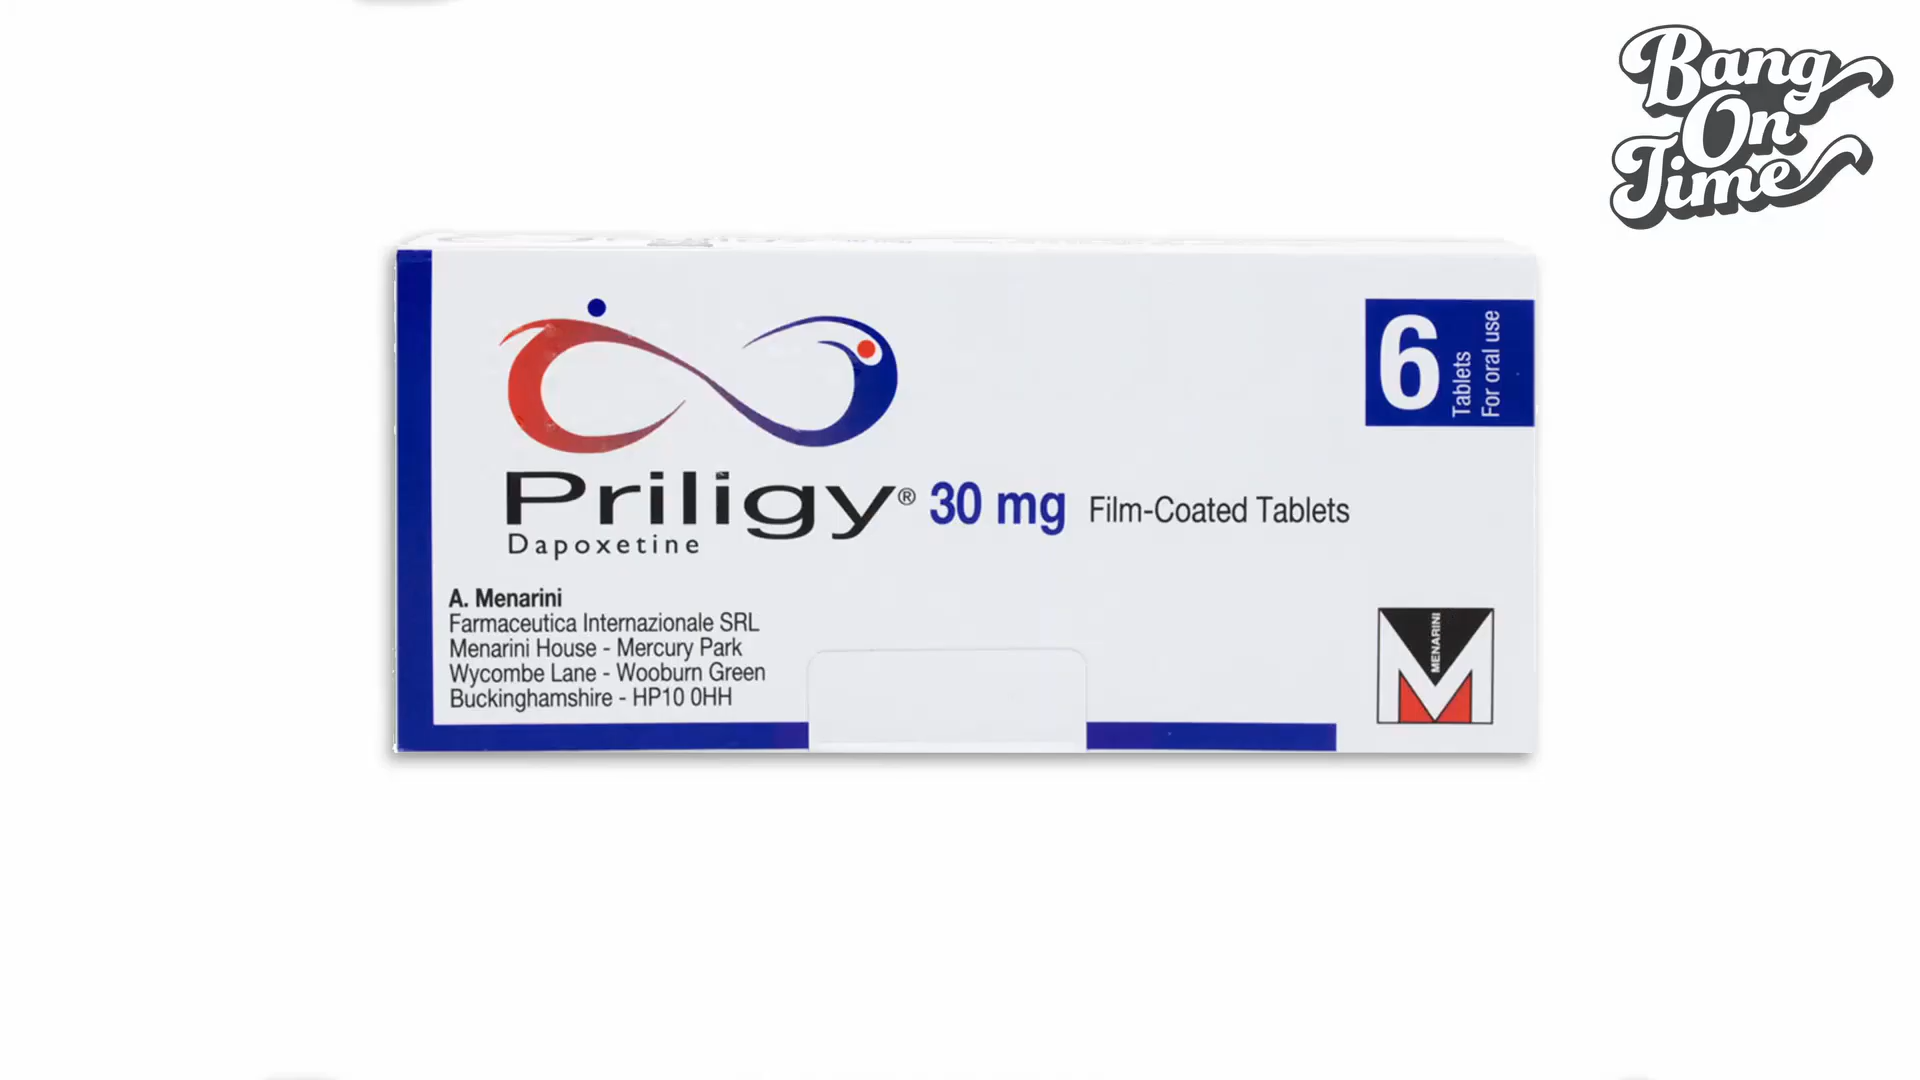 Bang
On
Time
6
Tablets
For oral use
Priligy® 30 mg Film-Coated Tablets
Dapoxetine
A. Menarini
Farmaceutica Internazionale SRL
Menarini House - Mercury Park
Wycombe Lane - Wooburn Green
Buckinghamshire - HP10 0HH
MENARINI